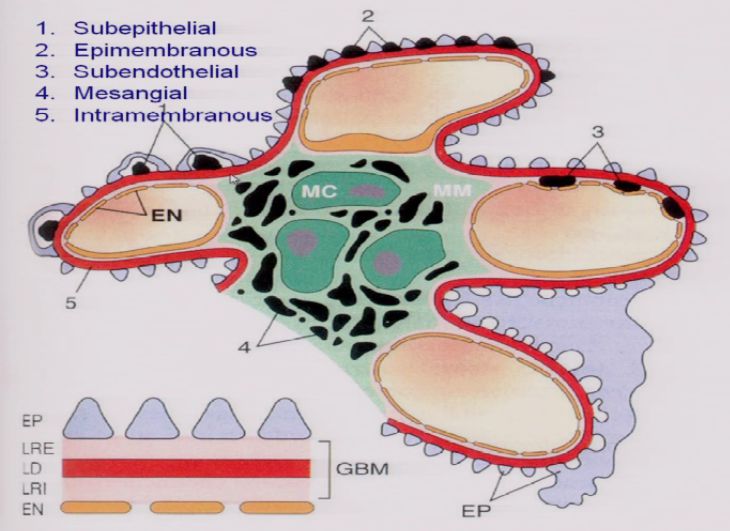 1. Subepithelial
2. Epimembranous
3. Subendothelial
4. Mesangial
5. Intramembranous
2
1
3
MC
MM
EN
5
4
EP
LRE
LD
LRI
EN
GBM
EP